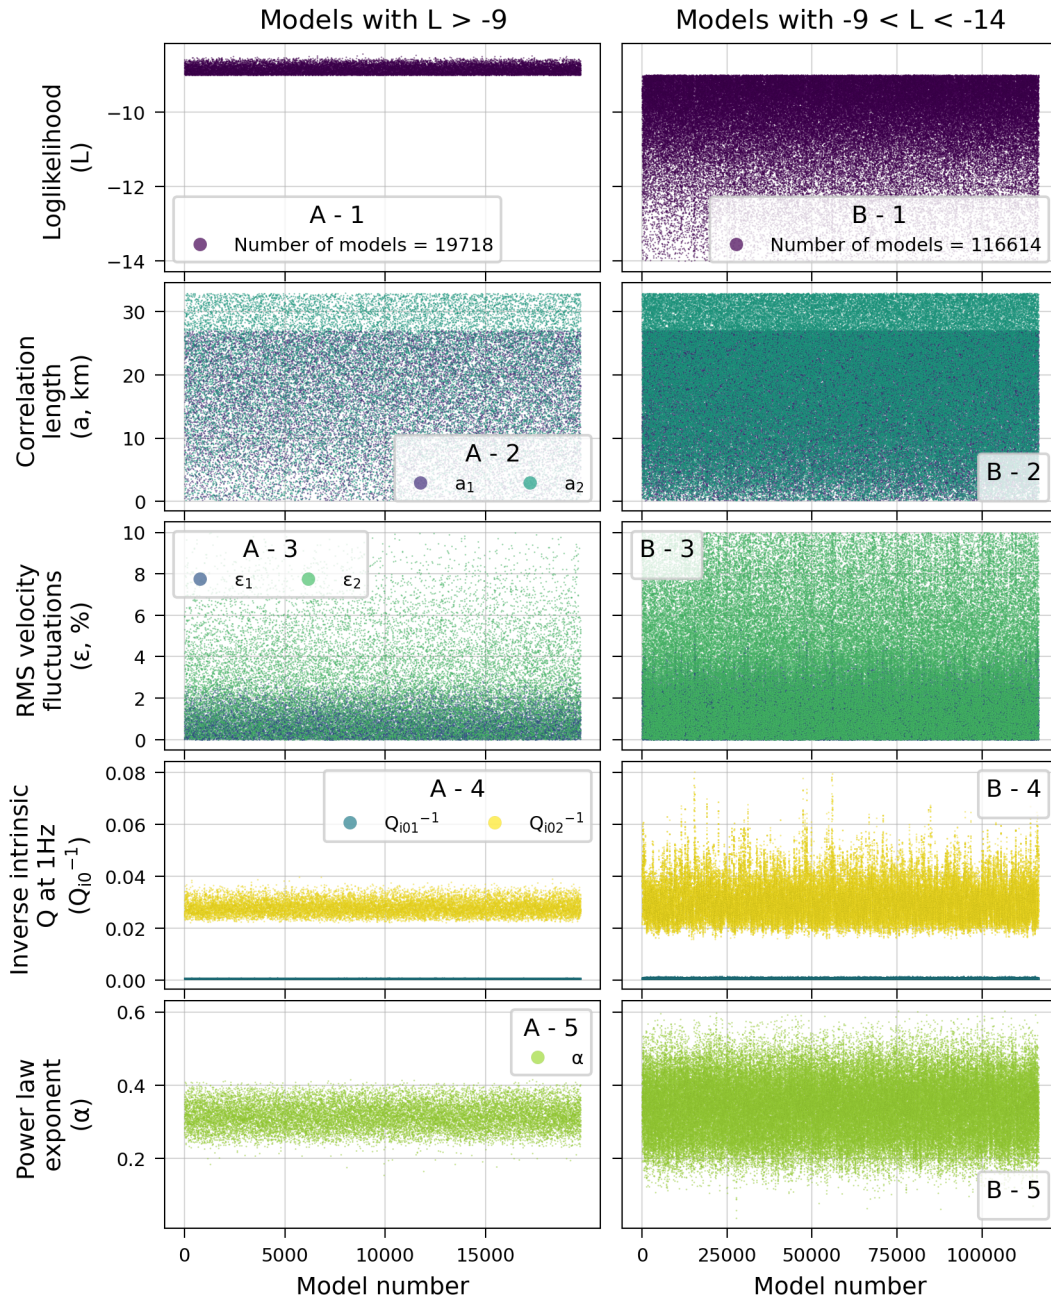 Models with L > -9
Models with -9 < L < -14
Loglikelihood
(L)
−10
−12
−14
A - 1
Number of models = 19718
B - 1
Number of models = 116614
Correlation
length
(a, km)
30
20
10
0
A - 2
a₁ a₂
B - 2
RMS velocity
fluctuations
(ε, %)
10
8
6
4
2
0
A - 3
ε₁ ε₂
B - 3
Inverse intrinsic
Q at 1Hz
(Qᵢ₀⁻¹)
0.08
0.06
0.04
0.02
0.00
A - 4
Qᵢ₀₁⁻¹ Qᵢ₀₂⁻¹
B - 4
Power law
exponent
(α)
0.6
0.4
0.2
A - 5
α
B - 5
0 5000 10000 15000
0 25000 50000 75000 100000
Model number
Model number